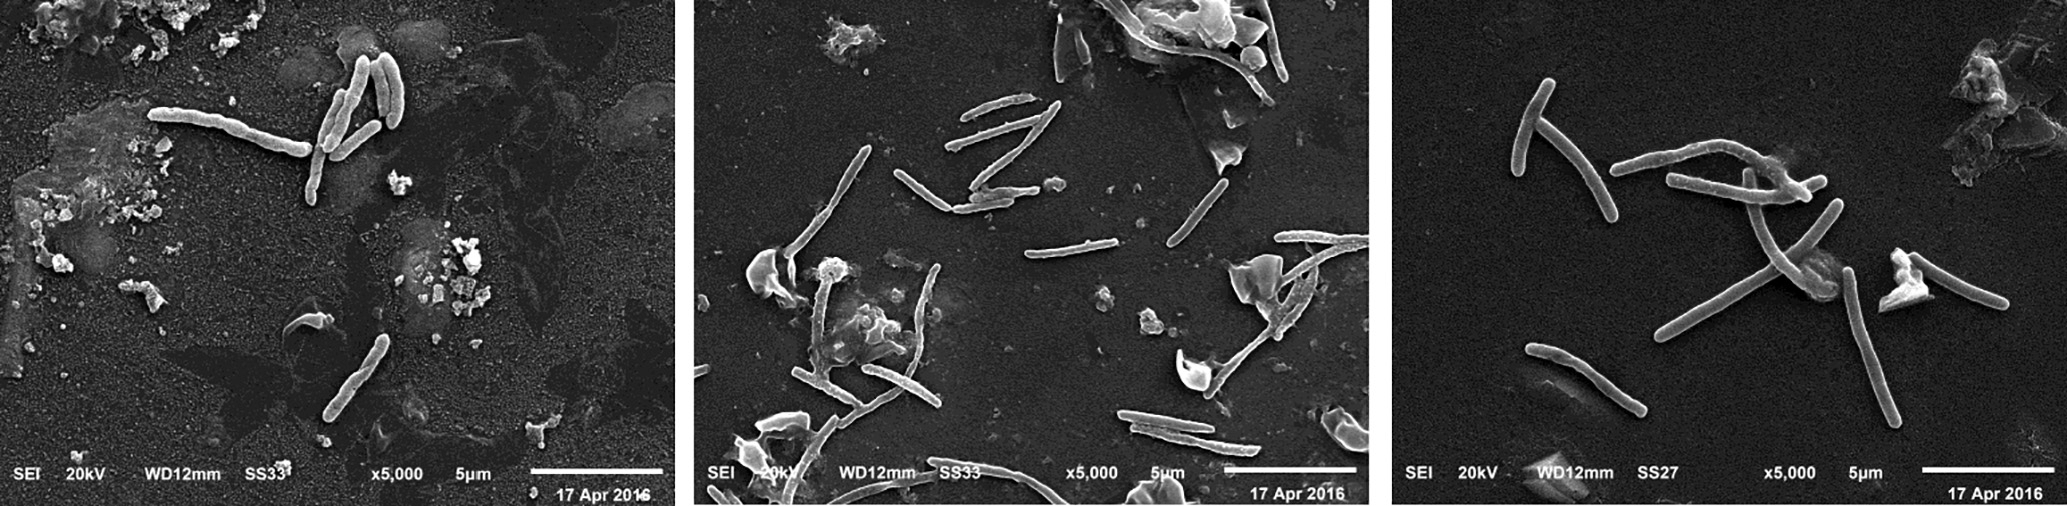 SEI 20kV WD12mm SS33 x5,000 5µm
17 Apr 2016
SEI 20kV WD12mm SS33 x5,000 5µm
17 Apr 2016
SEI 20kV WD12mm SS27 x5,000 5µm
17 Apr 2016